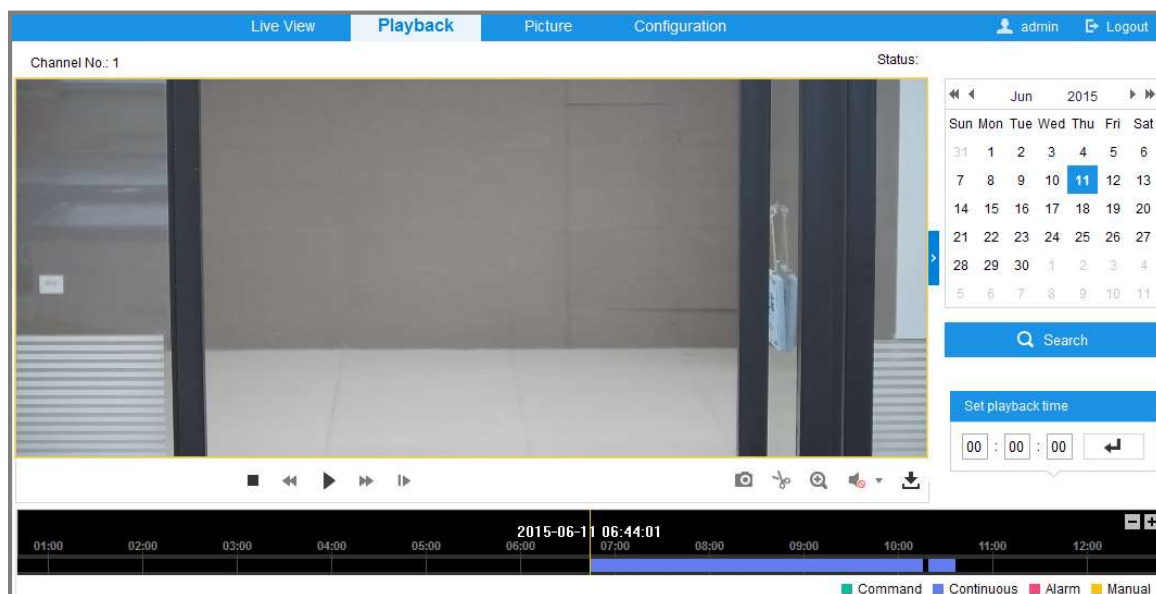 Live View Playback Picture Configuration admin Logout
Channel No.: 1 Status:
Jun 2015
Sun Mon Tue Wed Thu Fri Sat
31 1 2 3 4 5 6
7 8 9 10 11 12 13
14 15 16 17 18 19 20
21 22 23 24 25 26 27
28 29 30 1 2 3 4
5 6 7 8 9 10 11
Search
Set playback time
00 : 00 : 00
2015-06-11 06:44:01
01:00 02:00 03:00 04:00 05:00 06:00 07:00 08:00 09:00 10:00 11:00 12:00
Command Continuous Alarm Manual